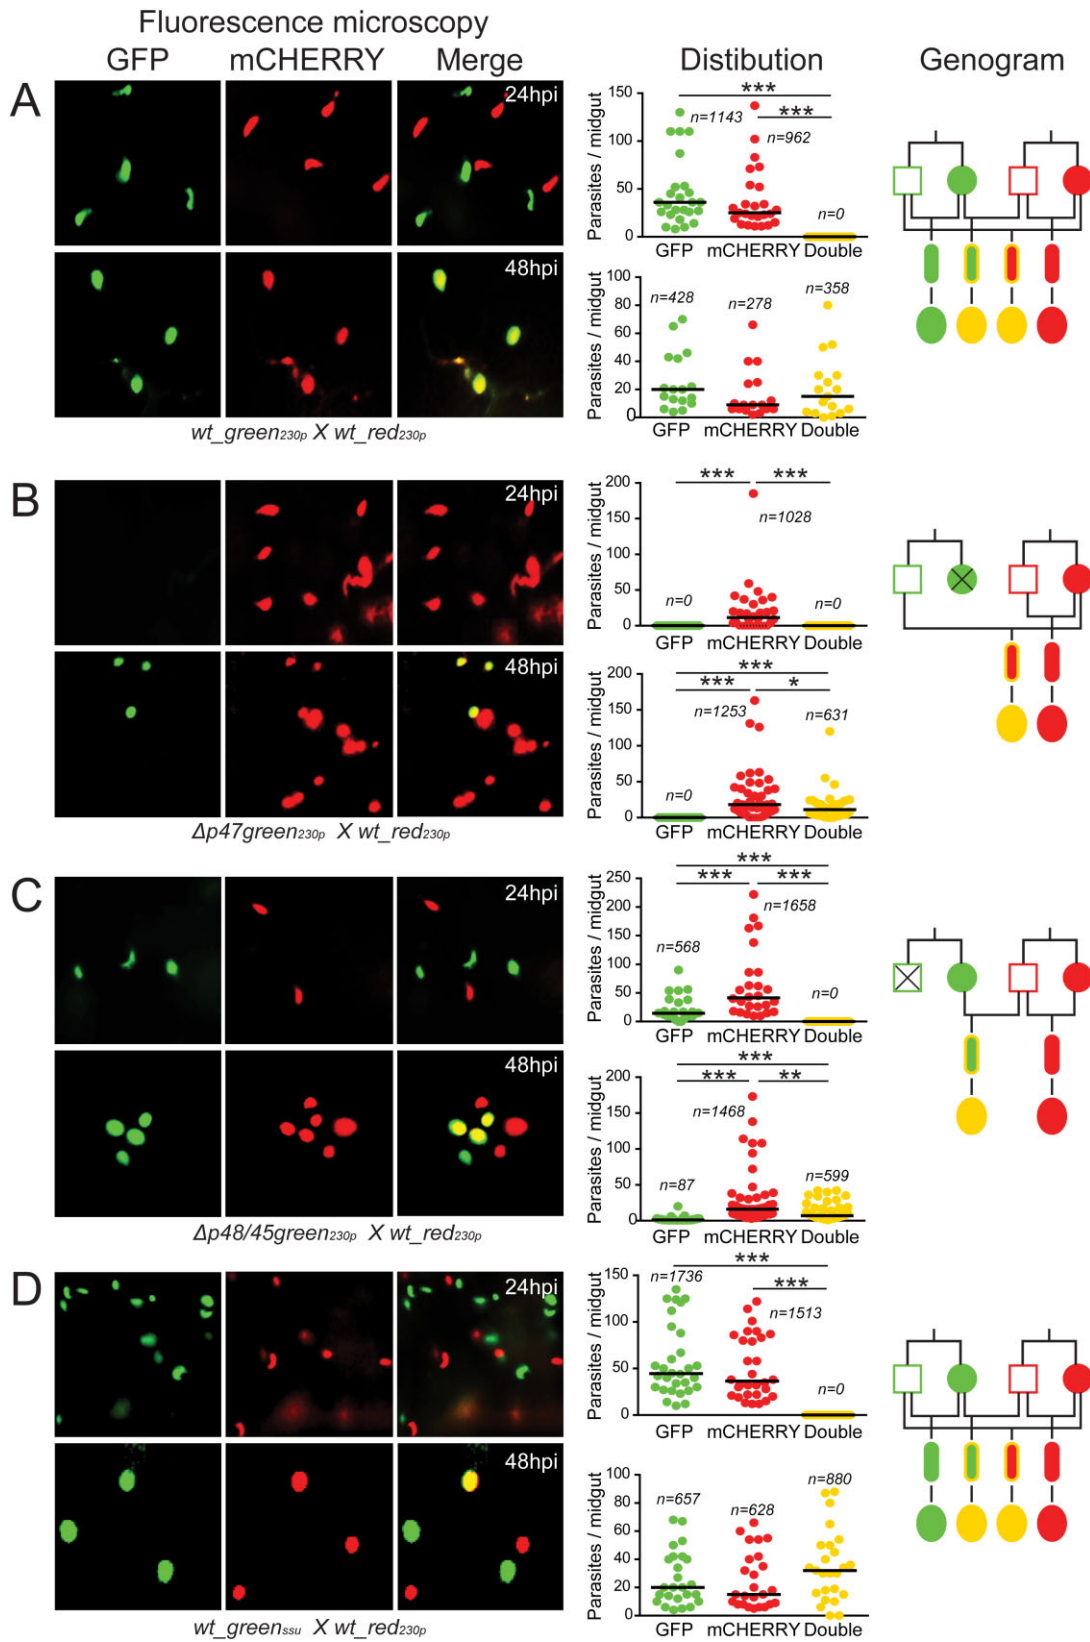 Fluorescence microscopy
GFP mCHERRY Merge Distibution Genogram
A
24hpi
48hpi
wt_green230p X wt_red230p
Parasites / midgut
150
100
50
0
n=1143
n=962
n=0
***
***
GFP mCHERRY Double
Parasites / midgut
100
80
60
40
20
0
n=428
n=278
n=358
GFP mCHERRY Double
B
24hpi
48hpi
Δp47green230p X wt_red230p
Parasites / midgut
200
150
100
50
0
*** ***
n=1028
n=0
n=0
GFP mCHERRY Double
Parasites / midgut
200
150
100
50
0
***
*** *
n=1253
n=631
n=0
GFP mCHERRY Double
C
24hpi
48hpi
Δp48/45green230p X wt_red230p
Parasites / midgut
250
200
150
100
50
0
***
*** ***
n=1658
n=568
n=0
GFP mCHERRY Double
Parasites / midgut
200
150
100
50
0
***
*** **
n=1468
n=599
n=87
GFP mCHERRY Double
D
24hpi
48hpi
wt_greenssu X wt_red230p
Parasites / midgut
150
100
50
0
***
***
n=1736
n=1513
n=0
GFP mCHERRY Double
Parasites / midgut
100
80
60
40
20
0
n=657
n=628
n=880
GFP mCHERRY Double